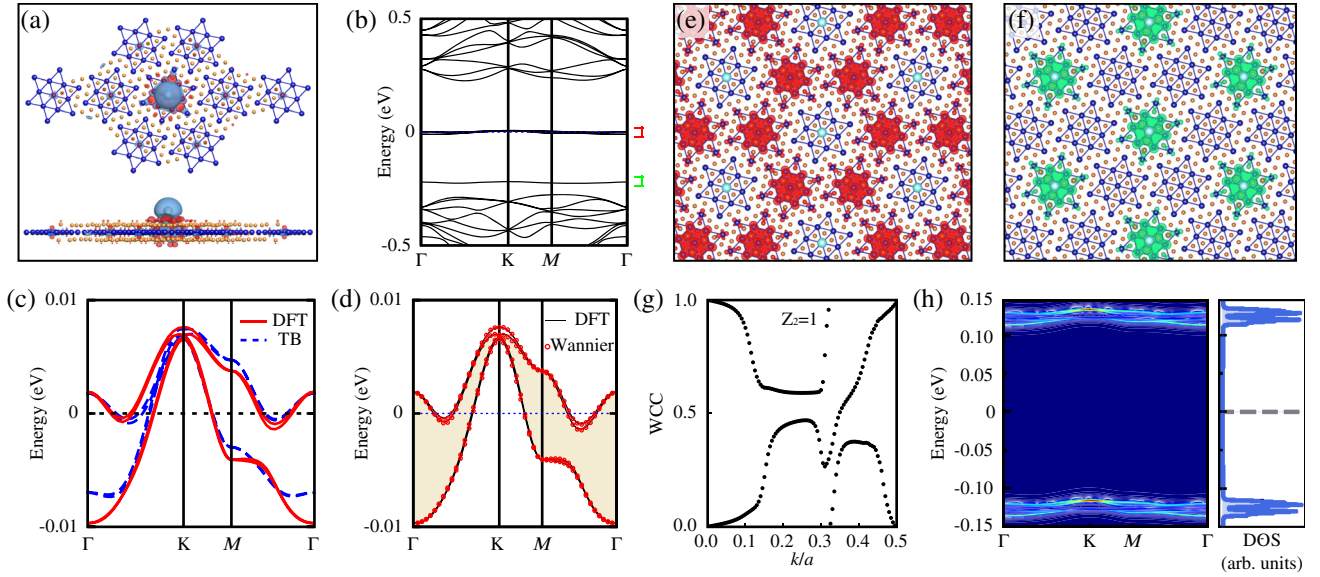 (a)
(b)
Energy (eV)
0.5
0
-0.5
Γ K M Γ
(e)
(f)
(c)
Energy (eV)
0.01
0
-0.01
DFT
TB
Γ K M Γ
(d)
Energy (eV)
0.01
0
-0.01
DFT
Wannier
Γ K M Γ
(g)
WCC
1.0
0.5
0.0
Z2=1
0.0 0.1 0.2 0.3 0.4 0.5
k/a
(h)
Energy (eV)
0.15
0.10
0.05
0
-0.05
-0.10
-0.15
Γ K M Γ
DOS
(arb. units)